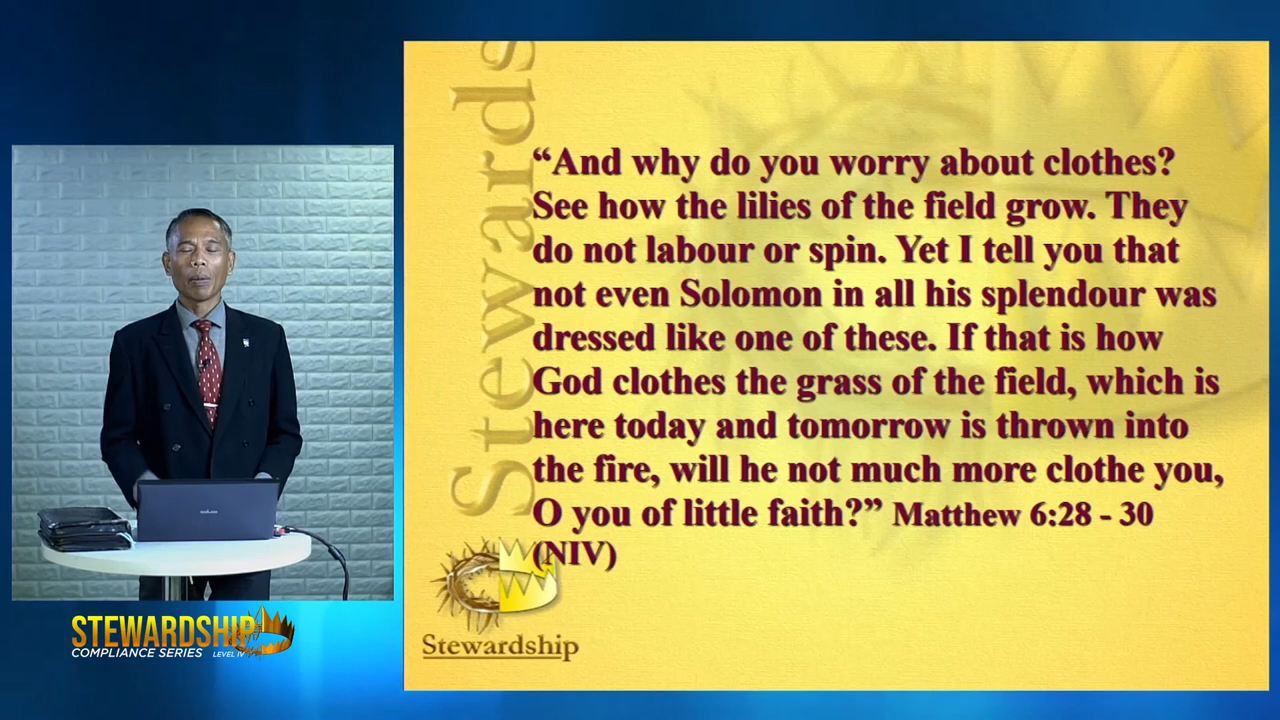 Stewards
“And why do you worry about clothes?
See how the lilies of the field grow. They
do not labour or spin. Yet I tell you that
not even Solomon in all his splendour was
dressed like one of these. If that is how
God clothes the grass of the field, which is
here today and tomorrow is thrown into
the fire, will he not much more clothe you,
O you of little faith?” Matthew 6:28 - 30
(NIV)
Stewardship
STEWARDSHIP
COMPLIANCE SERIES LEVEL IV